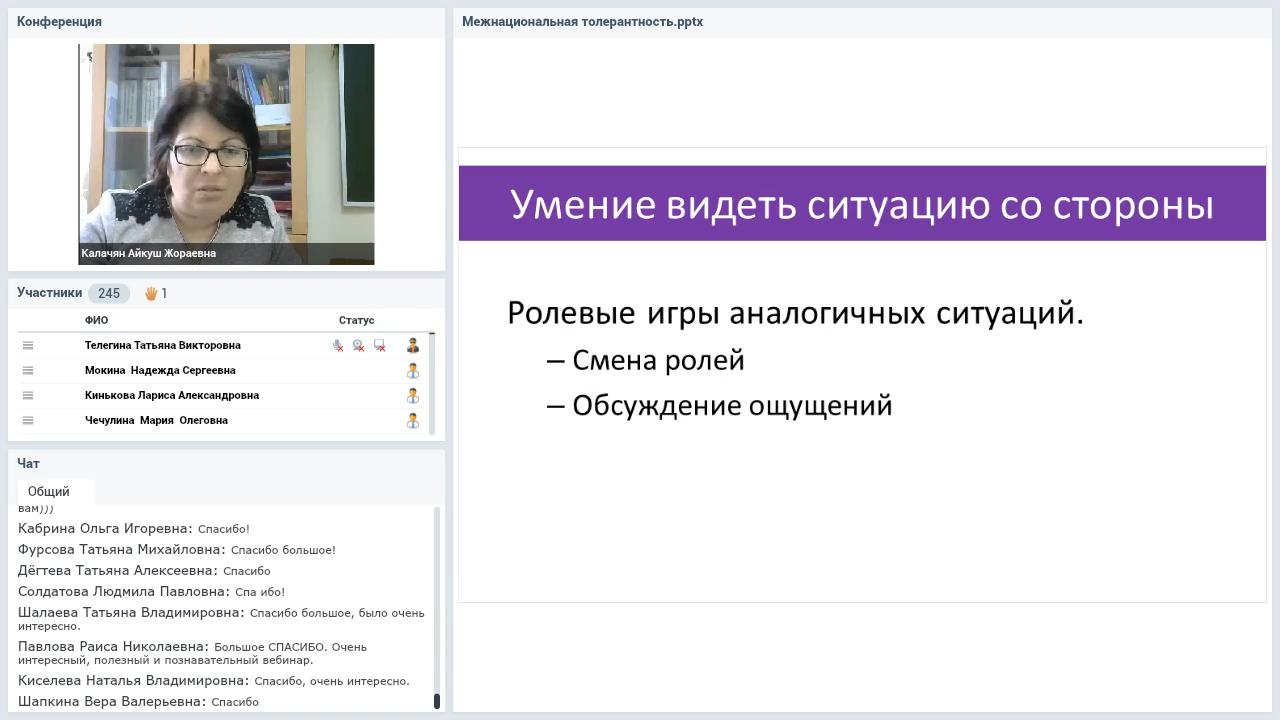 Конференция
Калачян Айкуш Жораевна
Участники 245 1
ФИО Статус
Телегина Татьяна Викторовна
Мокина Надежда Сергеевна
Кинькова Лариса Александровна
Чечулина Мария Олеговна
Чат
Общий
вам)))
Кабрина Ольга Игоревна: Спасибо!
Фурсова Татьяна Михайловна: Спасибо большое!
Дёгтева Татьяна Алексеевна: Спасибо
Солдатова Людмила Павловна: Спа ибо!
Шалаева Татьяна Владимировна: Спасибо большое, было очень
интересно.
Павлова Раиса Николаевна: Большое СПАСИБО. Очень
интересный, полезный и познавательный вебинар.
Киселева Наталья Владимировна: Спасибо, очень интересно.
Шапкина Вера Валерьевна: Спасибо
Межнациональная толерантность.pptx
Умение видеть ситуацию со стороны
Ролевые игры аналогичных ситуаций.
– Смена ролей
– Обсуждение ощущений